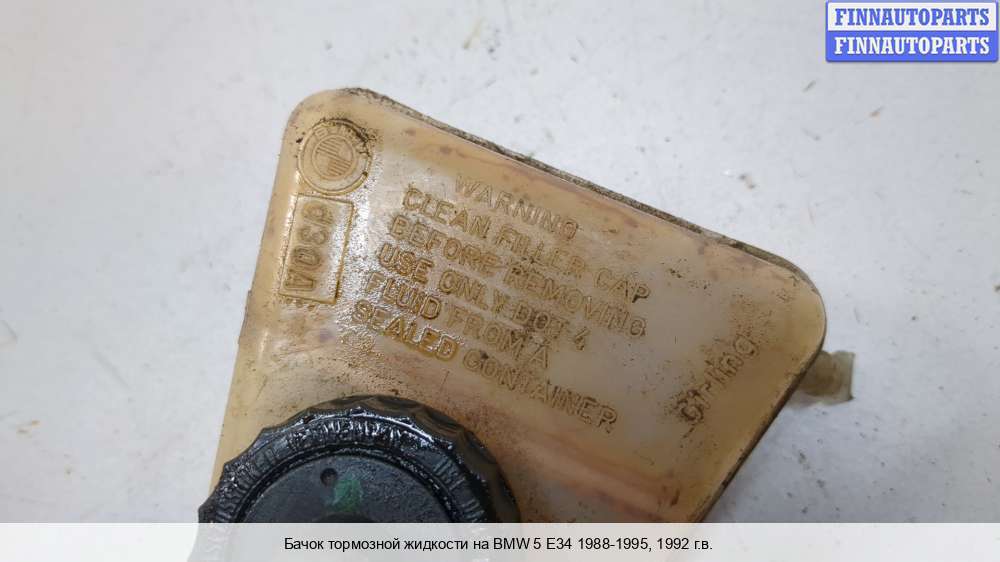 FINNAUTOPARTS
FINNAUTOPARTS
WARNING
CLEAN FILLER CAP
BEFORE REMOVING
USE ONLY DOT 4
FLUID FROM A
SEALED CONTAINER
Girling
Бачок тормозной жидкости на BMW 5 E34 1988-1995, 1992 г.в.